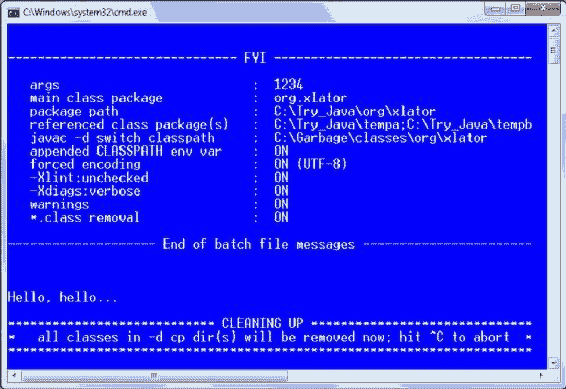 C:\Windows\system32\cmd.exe
----------------------------- FYI -----------------------------
args : 1234
main class package : org.xlator
package path : C:\Try_Java\org\xlator
referenced class package(s) : C:\Try_Java\tempa;C:\Try_Java\tempb
javac -d switch classpath : C:\Garbage\classes\org\xlator
appended CLASSPATH env var : ON
forced encoding : ON (UTF-8)
-Xlint:unchecked : ON
-Xdiags:verbose : ON
warnings : ON
*.class removal : ON
------------------- End of batch file messages ----------------------
Hello, hello...
*************************** CLEANING UP ****************************
* all classes in -d cp dir(s) will be removed now; hit ^C to abort *
********************************************************************